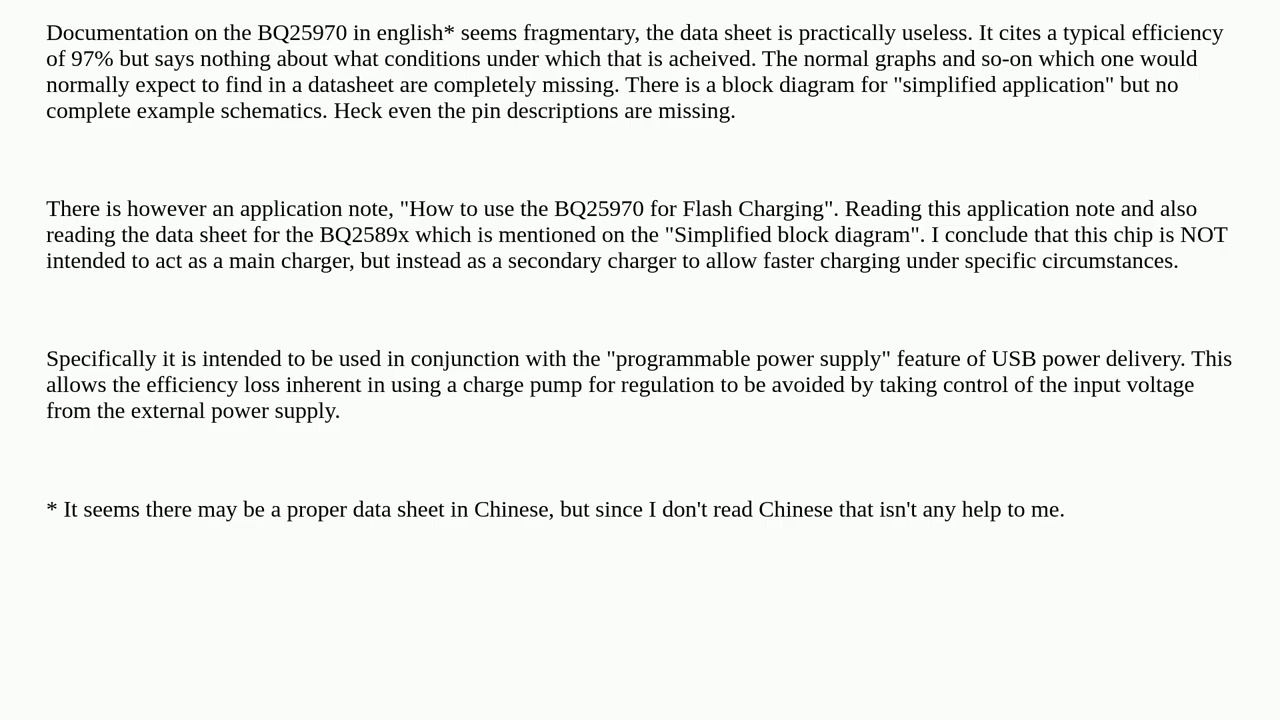 Documentation on the BQ25970 in english* seems fragmentary, the data sheet is practically useless. It cites a typical efficiency
of 97% but says nothing about what conditions under which that is acheived. The normal graphs and so-on which one would
normally expect to find in a datasheet are completely missing. There is a block diagram for "simplified application" but no
complete example schematics. Heck even the pin descriptions are missing.
There is however an application note, "How to use the BQ25970 for Flash Charging". Reading this application note and also
reading the data sheet for the BQ2589x which is mentioned on the "Simplified block diagram". I conclude that this chip is NOT
intended to act as a main charger, but instead as a secondary charger to allow faster charging under specific circumstances.
Specifically it is intended to be used in conjunction with the "programmable power supply" feature of USB power delivery. This
allows the efficiency loss inherent in using a charge pump for regulation to be avoided by taking control of the input voltage
from the external power supply.
* It seems there may be a proper data sheet in Chinese, but since I don't read Chinese that isn't any help to me.